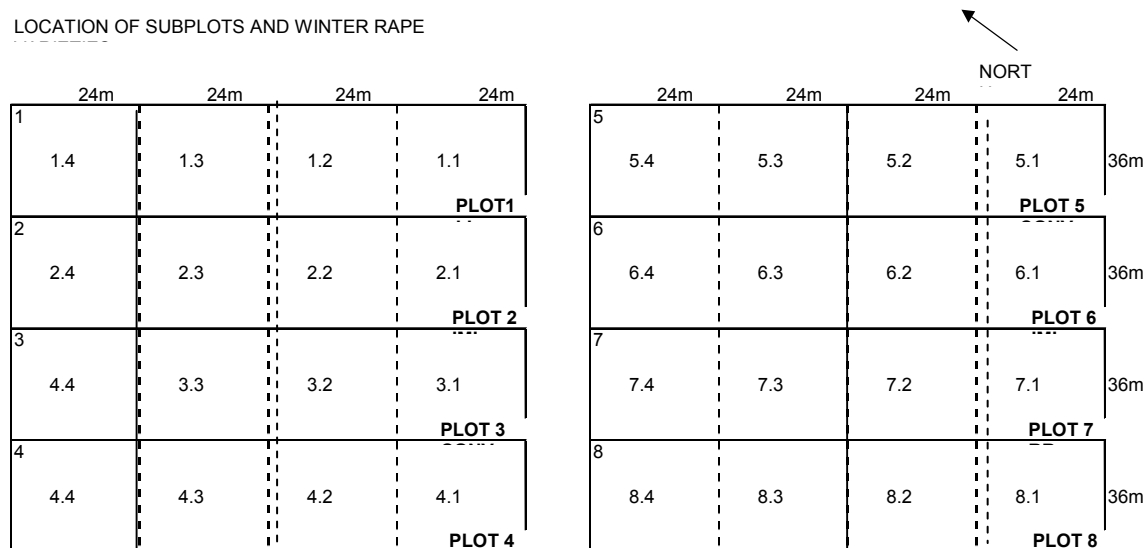 LOCATION OF SUBPLOTS AND WINTER RAPE
NORT
24m 24m 24m 24m 24m 24m 24m 24m
1 5
1.4 1.3 1.2 1.1 5.4 5.3 5.2 5.1 36m
PLOT1 PLOT 5
2 6
2.4 2.3 2.2 2.1 6.4 6.3 6.2 6.1 36m
PLOT 2 PLOT 6
3 7
4.4 3.3 3.2 3.1 7.4 7.3 7.2 7.1 36m
PLOT 3 PLOT 7
4 8
4.4 4.3 4.2 4.1 8.4 8.3 8.2 8.1 36m
PLOT 4 PLOT 8